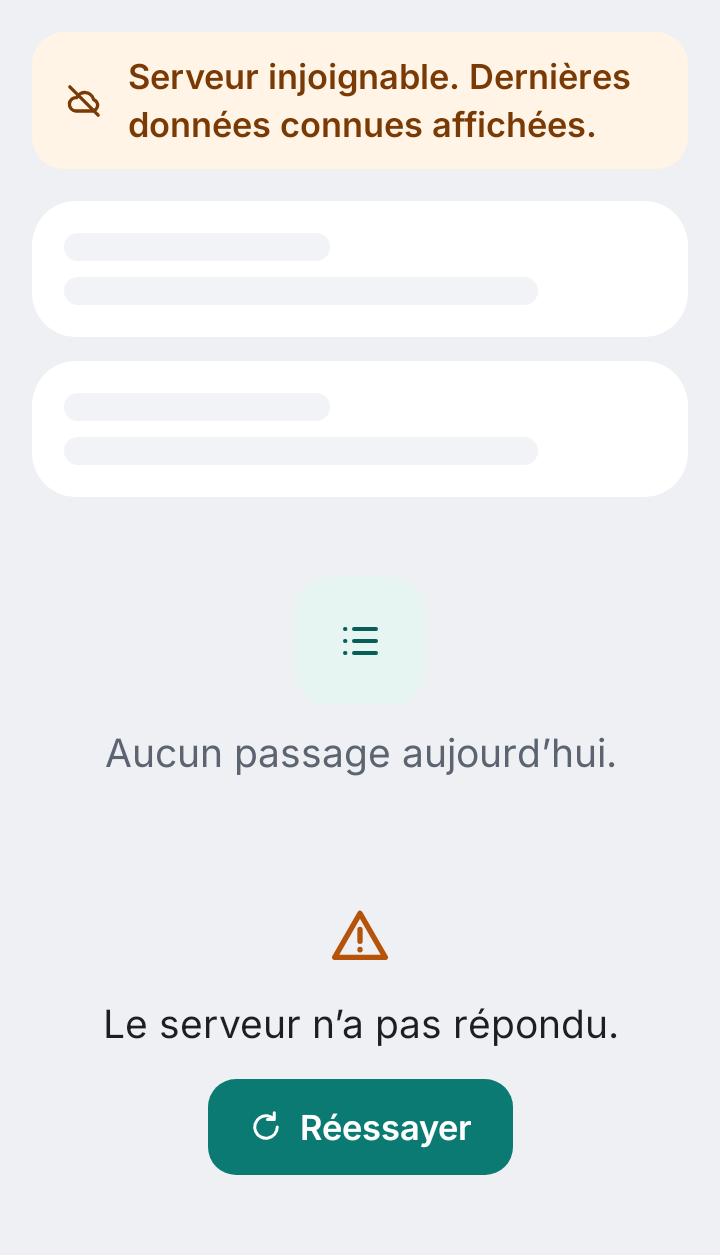 Serveur injoignable. Dernières
données connues affichées.
Aucun passage aujourd’hui.
Le serveur n’a pas répondu.
Réessayer